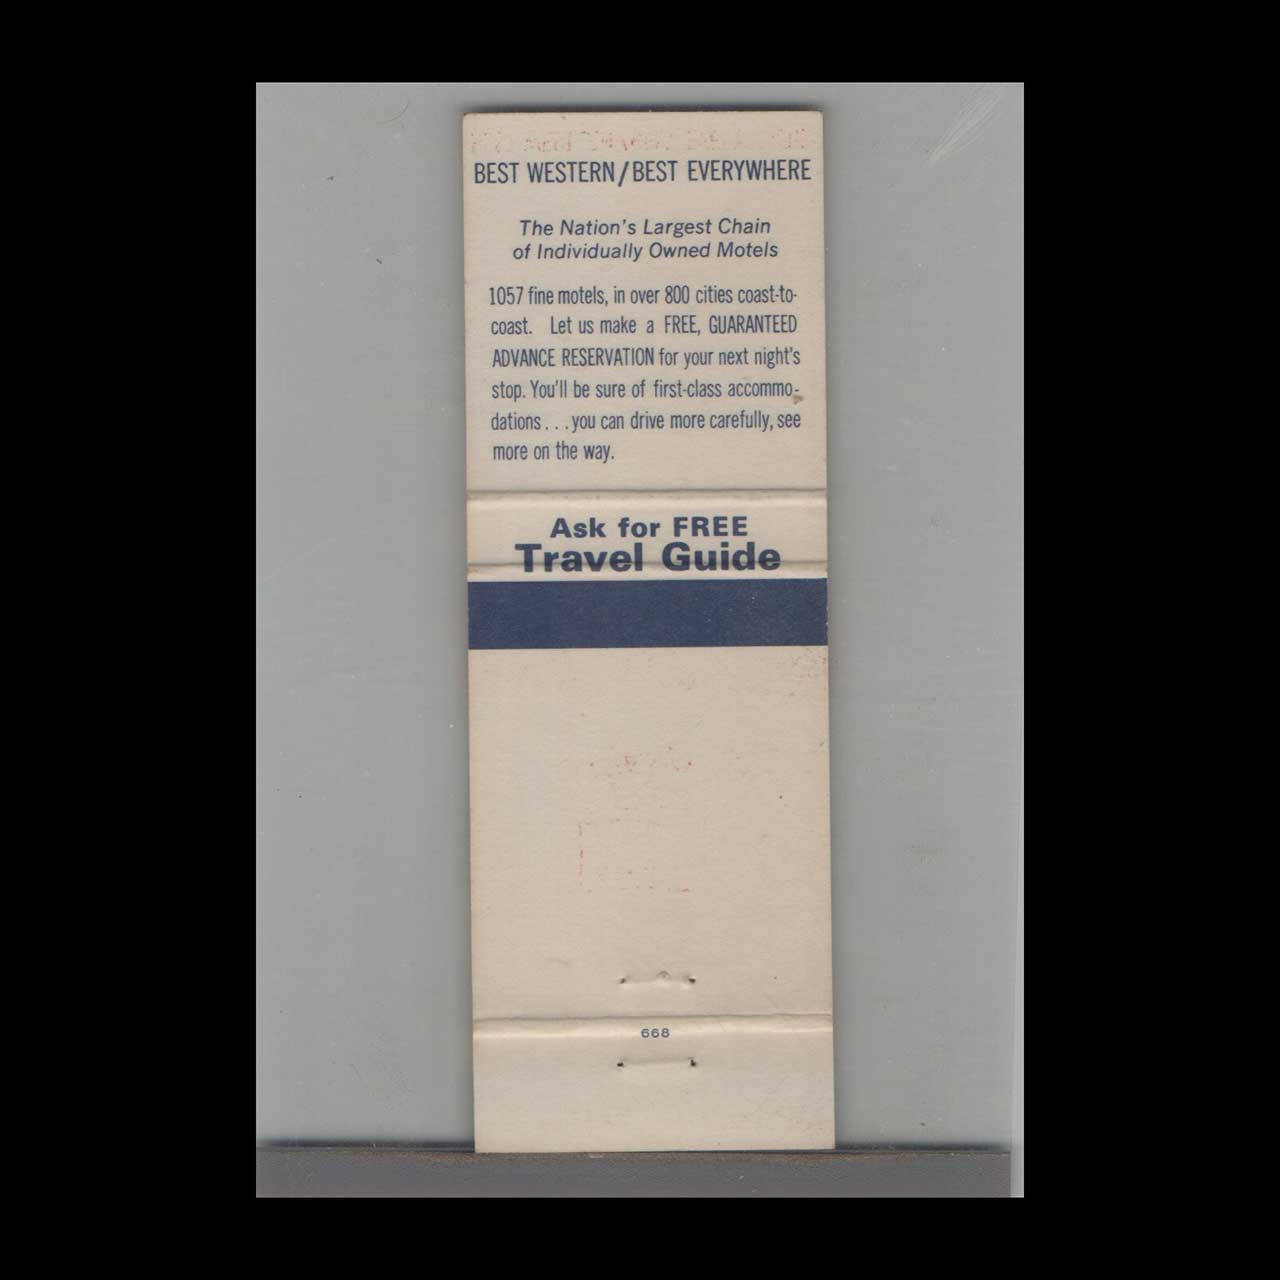 BEST WESTERN/BEST EVERYWHERE
The Nation's Largest Chain
of Individually Owned Motels
1057 fine motels, in over 800 cities coast-to-
coast. Let us make a FREE, GUARANTEED
ADVANCE RESERVATION for your next night's
stop. You'll be sure of first-class accommo-
dations...you can drive more carefully, see
more on the way.
Ask for FREE
Travel Guide
668